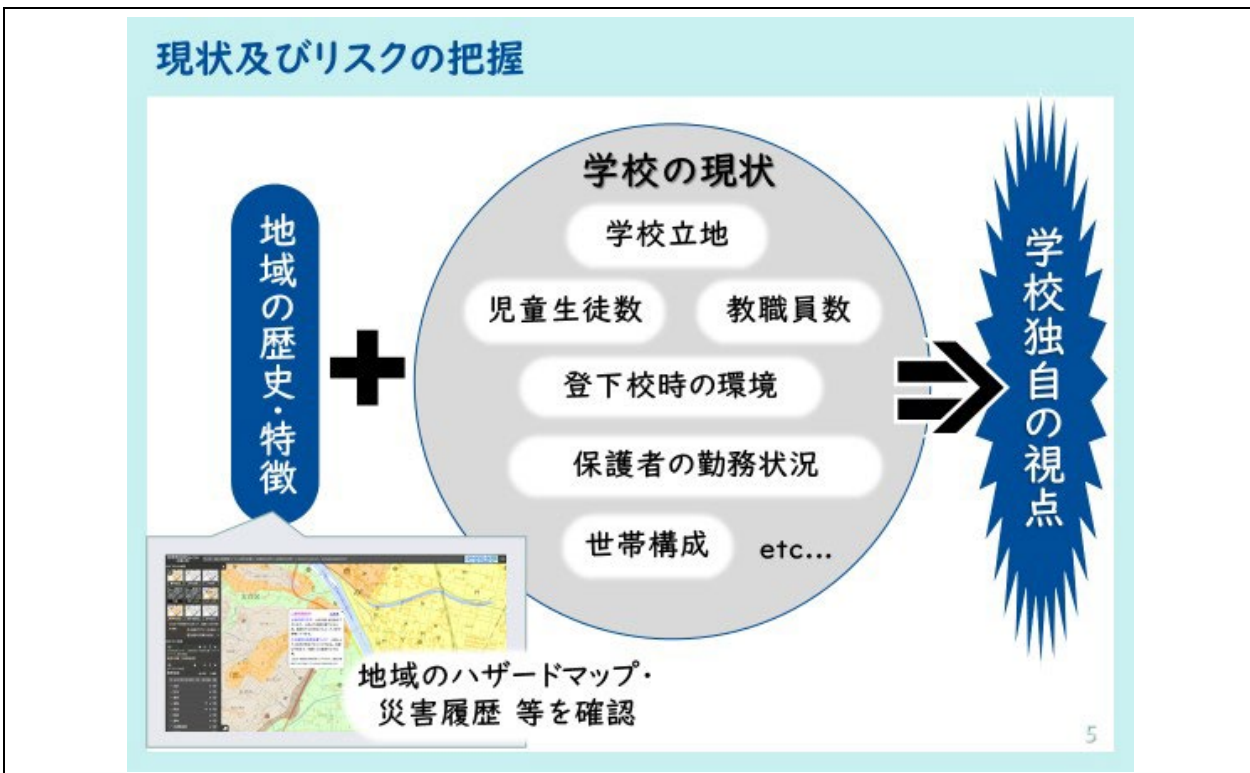 現状及びリスクの把握
地域の歴史・特徴
学校の現状
学校立地
児童生徒数
教職員数
登下校時の環境
保護者の勤務状況
世帯構成
etc...
学校独自の視点
地域のハザードマップ・
災害履歴 等を確認
5